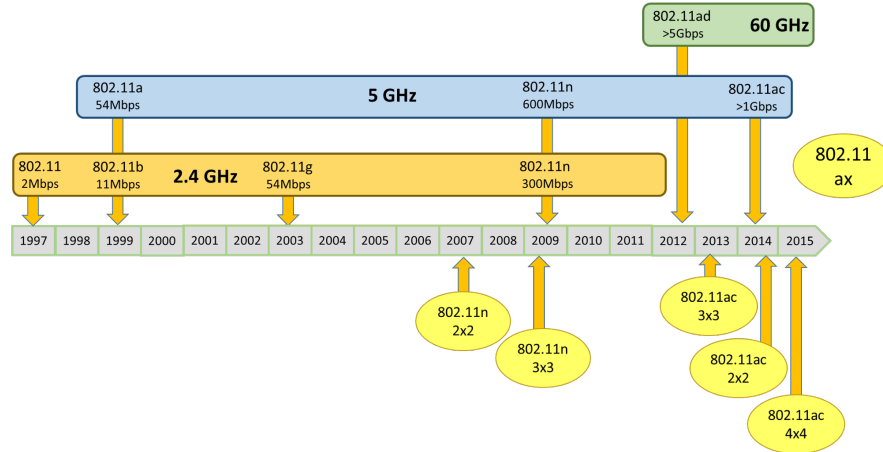 802.11ad
>5Gbps
60 GHz
802.11a
54Mbps
5 GHz
802.11n
600Mbps
802.11ac
>1Gbps
802.11
2Mbps
802.11b
11Mbps
2.4 GHz
802.11g
54Mbps
802.11n
300Mbps
802.11
ax
1997 1998 1999 2000 2001 2002 2003 2004 2005 2006 2007 2008 2009 2010 2011 2012 2013 2014 2015
802.11n
2x2
802.11n
3x3
802.11ac
3x3
802.11ac
2x2
802.11ac
4x4